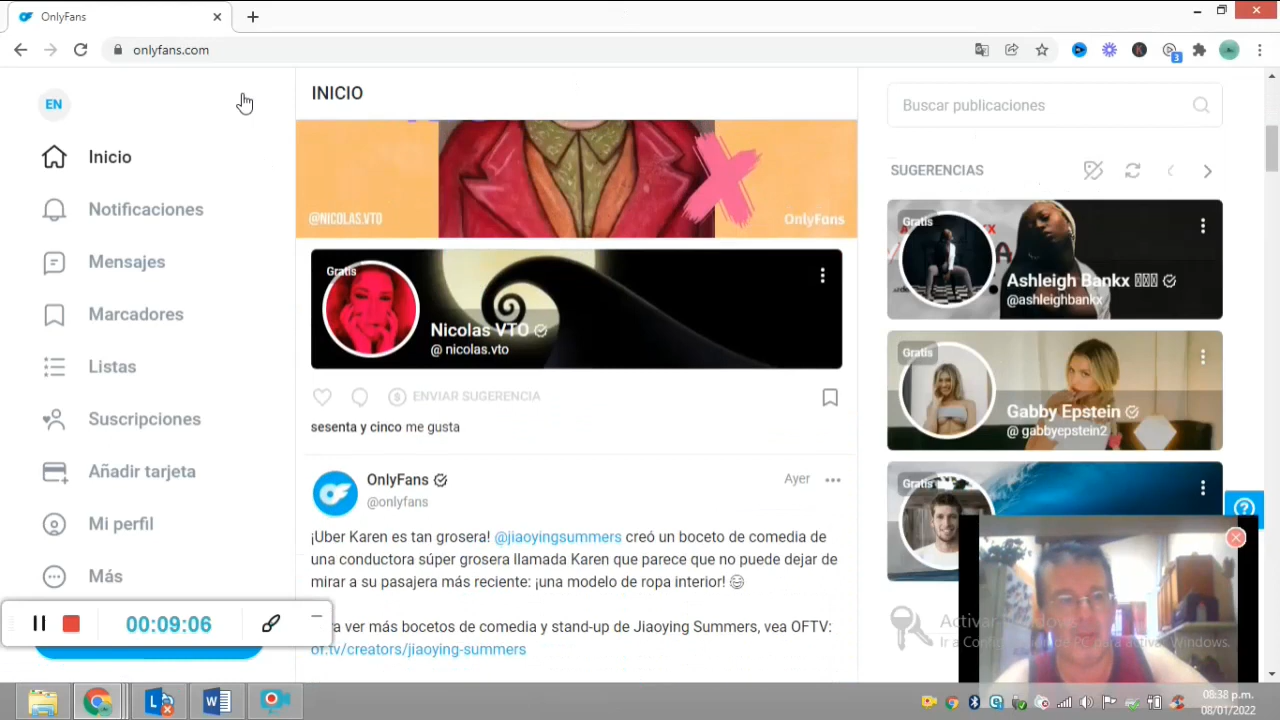 OnlyFans
onlyfans.com
3
EN
Inicio
Notificaciones
Mensajes
Marcadores
Listas
Suscripciones
Añadir tarjeta
Mi perfil
Más
00:09:06
INICIO
@NICOLAS.VTO
OnlyFans
Gratis
Nicolas VTO
@ nicolas.vto
ENVIAR SUGERENCIA
sesenta y cinco me gusta
OnlyFans
@onlyfans
Ayer
¡Uber Karen es tan grosera! @jiaoyingsummers creó un boceto de comedia de
una conductora súper grosera llamada Karen que parece que no puede dejar de
mirar a su pasajera más reciente: ¡una modelo de ropa interior! 😂
ra ver más bocetos de comedia y stand-up de Jiaoying Summers, vea OFTV:
of.tv/creators/jiaoying-summers
Buscar publicaciones
SUGERENCIAS
Gratis
Ashleigh Bankx
@ashleighbankx
Gratis
Gabby Epstein
@ gabbyepstein2
Gratis
Activar Windows
Ir a Configuración de PC para activar Windows.
08:38 p.m.
08/01/2022